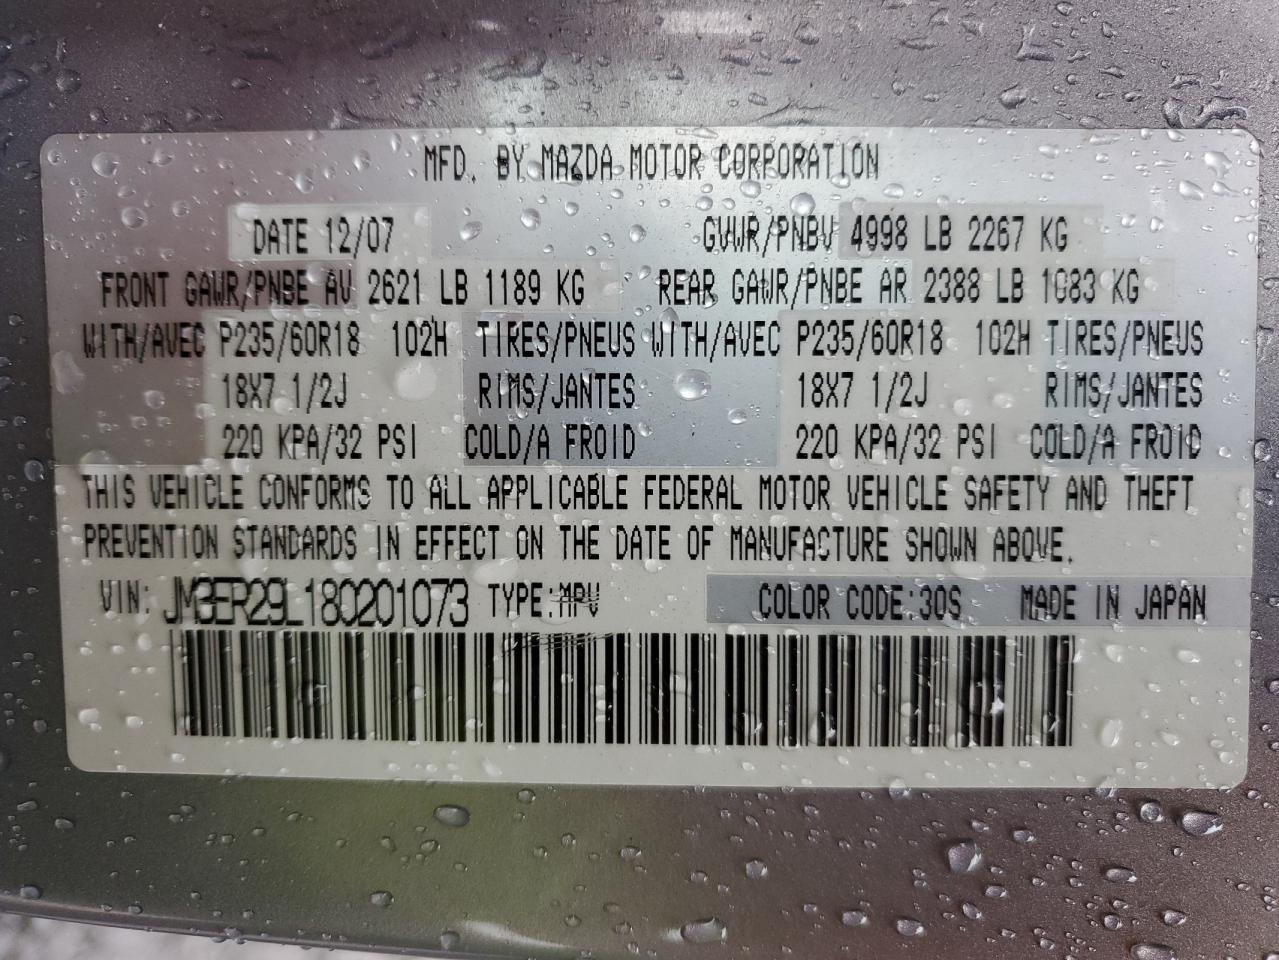 MFD. BY MAZDA MOTOR CORPORATION
DATE 12/07 GVWR/PNBV 4998 LB 2267 KG
FRONT GAWR/PNBE AV 2621 LB 1189 KG REAR GAWR/PNBE AR 2388 LB 1083 KG
WITH/AVEC P235/60R18 102H TIRES/PNEUS WITH/AVEC P235/60R18 102H TIRES/PNEUS
18X7 1/2J RIMS/JANTES 18X7 1/2J RIMS/JANTES
220 KPA/32 PSI COLD/A FROID 220 KPA/32 PSI COLD/A FROID
THIS VEHICLE CONFORMS TO ALL APPLICABLE FEDERAL MOTOR VEHICLE SAFETY AND THEFT
PREVENTION STANDARDS IN EFFECT ON THE DATE OF MANUFACTURE SHOWN ABOVE.
VIN: JM3ER29L180201073 TYPE:MPV COLOR CODE:30S MADE IN JAPAN